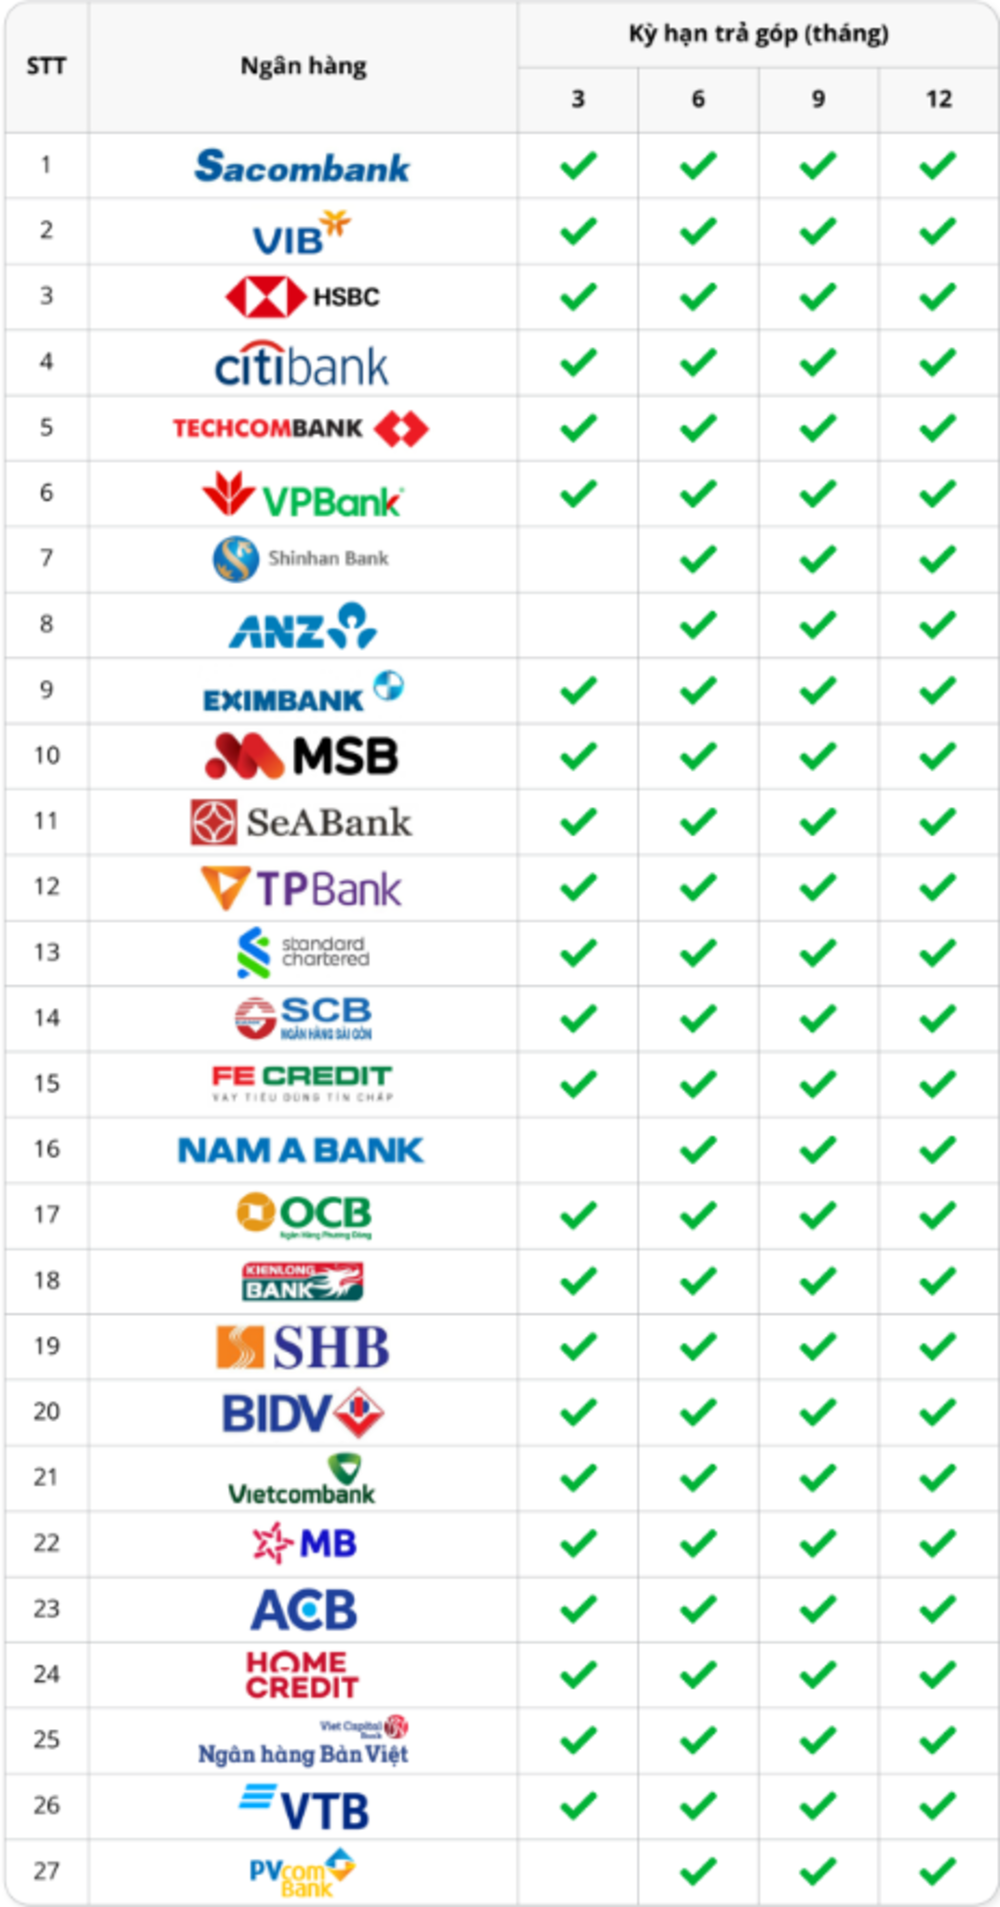 STT Ngân hàng Kỳ hạn trả góp (tháng)
3 6 9 12
1 Sacombank
2 VIB
3 HSBC
4 citibank
5 TECHCOMBANK
6 VPBank
7 Shinhan Bank
8 ANZ
9 EXIMBANK
10 MSB
11 SeABank
12 TPBank
13 standard
chartered
14 SCB
NGÂN HÀNG SÀI GÒN
15 FE CREDIT
VAY TIÊU DÙNG TÍN CHẤP
16 NAM A BANK
17 OCB
Ngân Hàng Phương Đông
18 KIENLONG
BANK
19 SHB
20 BIDV
21 Vietcombank
22 MB
23 ACB
24 HOME
CREDIT
25 Viet Capital
Bank
Ngân hàng Bản Việt
26 VTB
27 PVcom
Bank